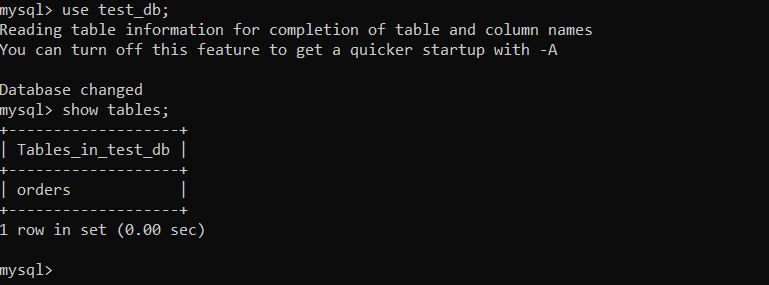 mysql> use test_db;
Reading table information for completion of table and column names
You can turn off this feature to get a quicker startup with -A

Database changed
mysql> show tables;
+-------------------+
| Tables_in_test_db |
+-------------------+
| orders            |
+-------------------+
1 row in set (0.00 sec)

mysql>